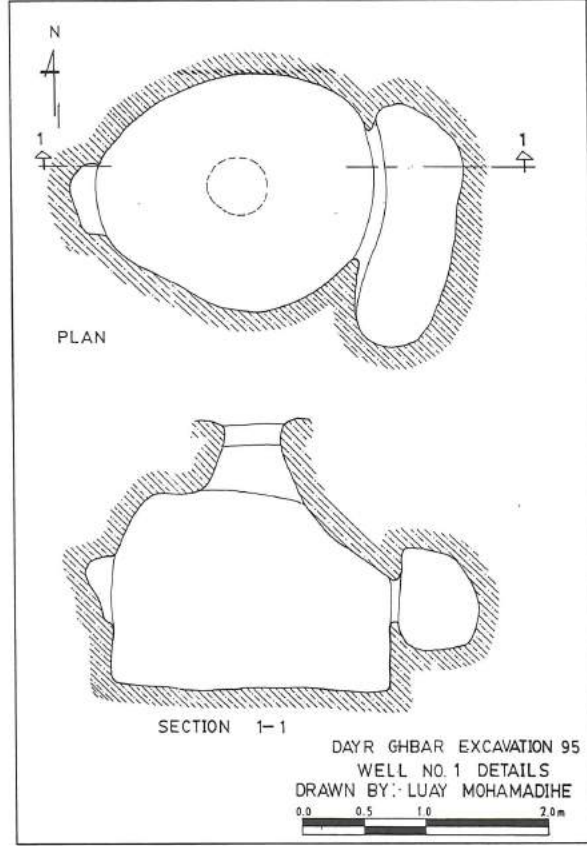 N
1 1
PLAN
SECTION 1-1
DAYR GHBAR EXCAVATION 95
WELL NO. 1 DETAILS
DRAWN BY:- LUAY MOHAMADIHE
0.0 0.5 1.0 2.0m